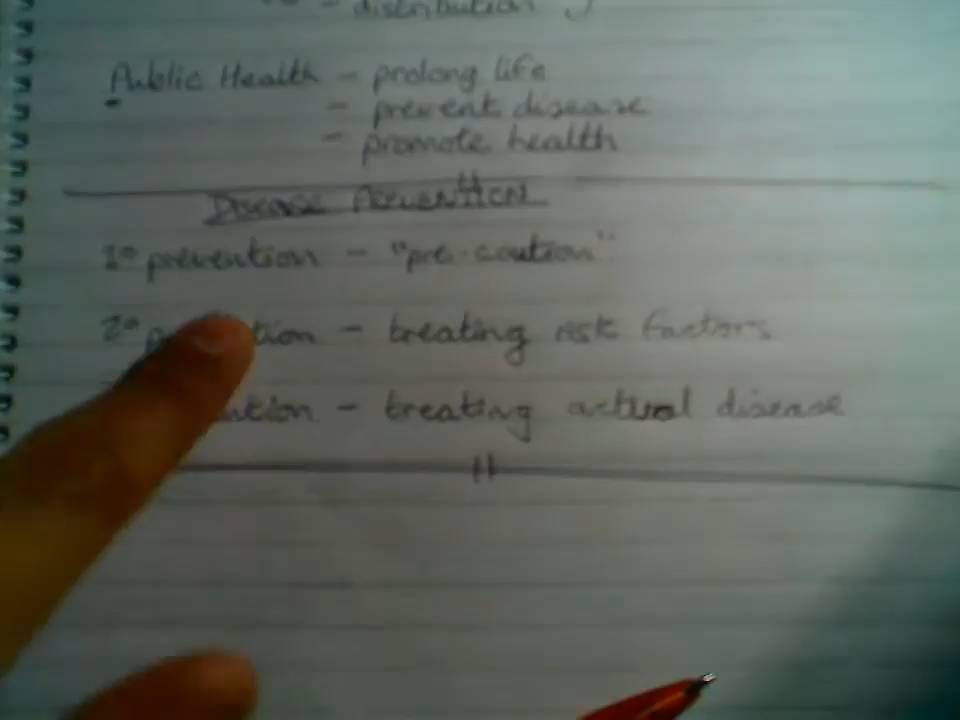 - distribution
Public Health - prolong life
- prevent disease
- promote health
DISEASE PREVENTION
1° prevention - "pre-caution"
2° - treating risk factors
- treating actual disease